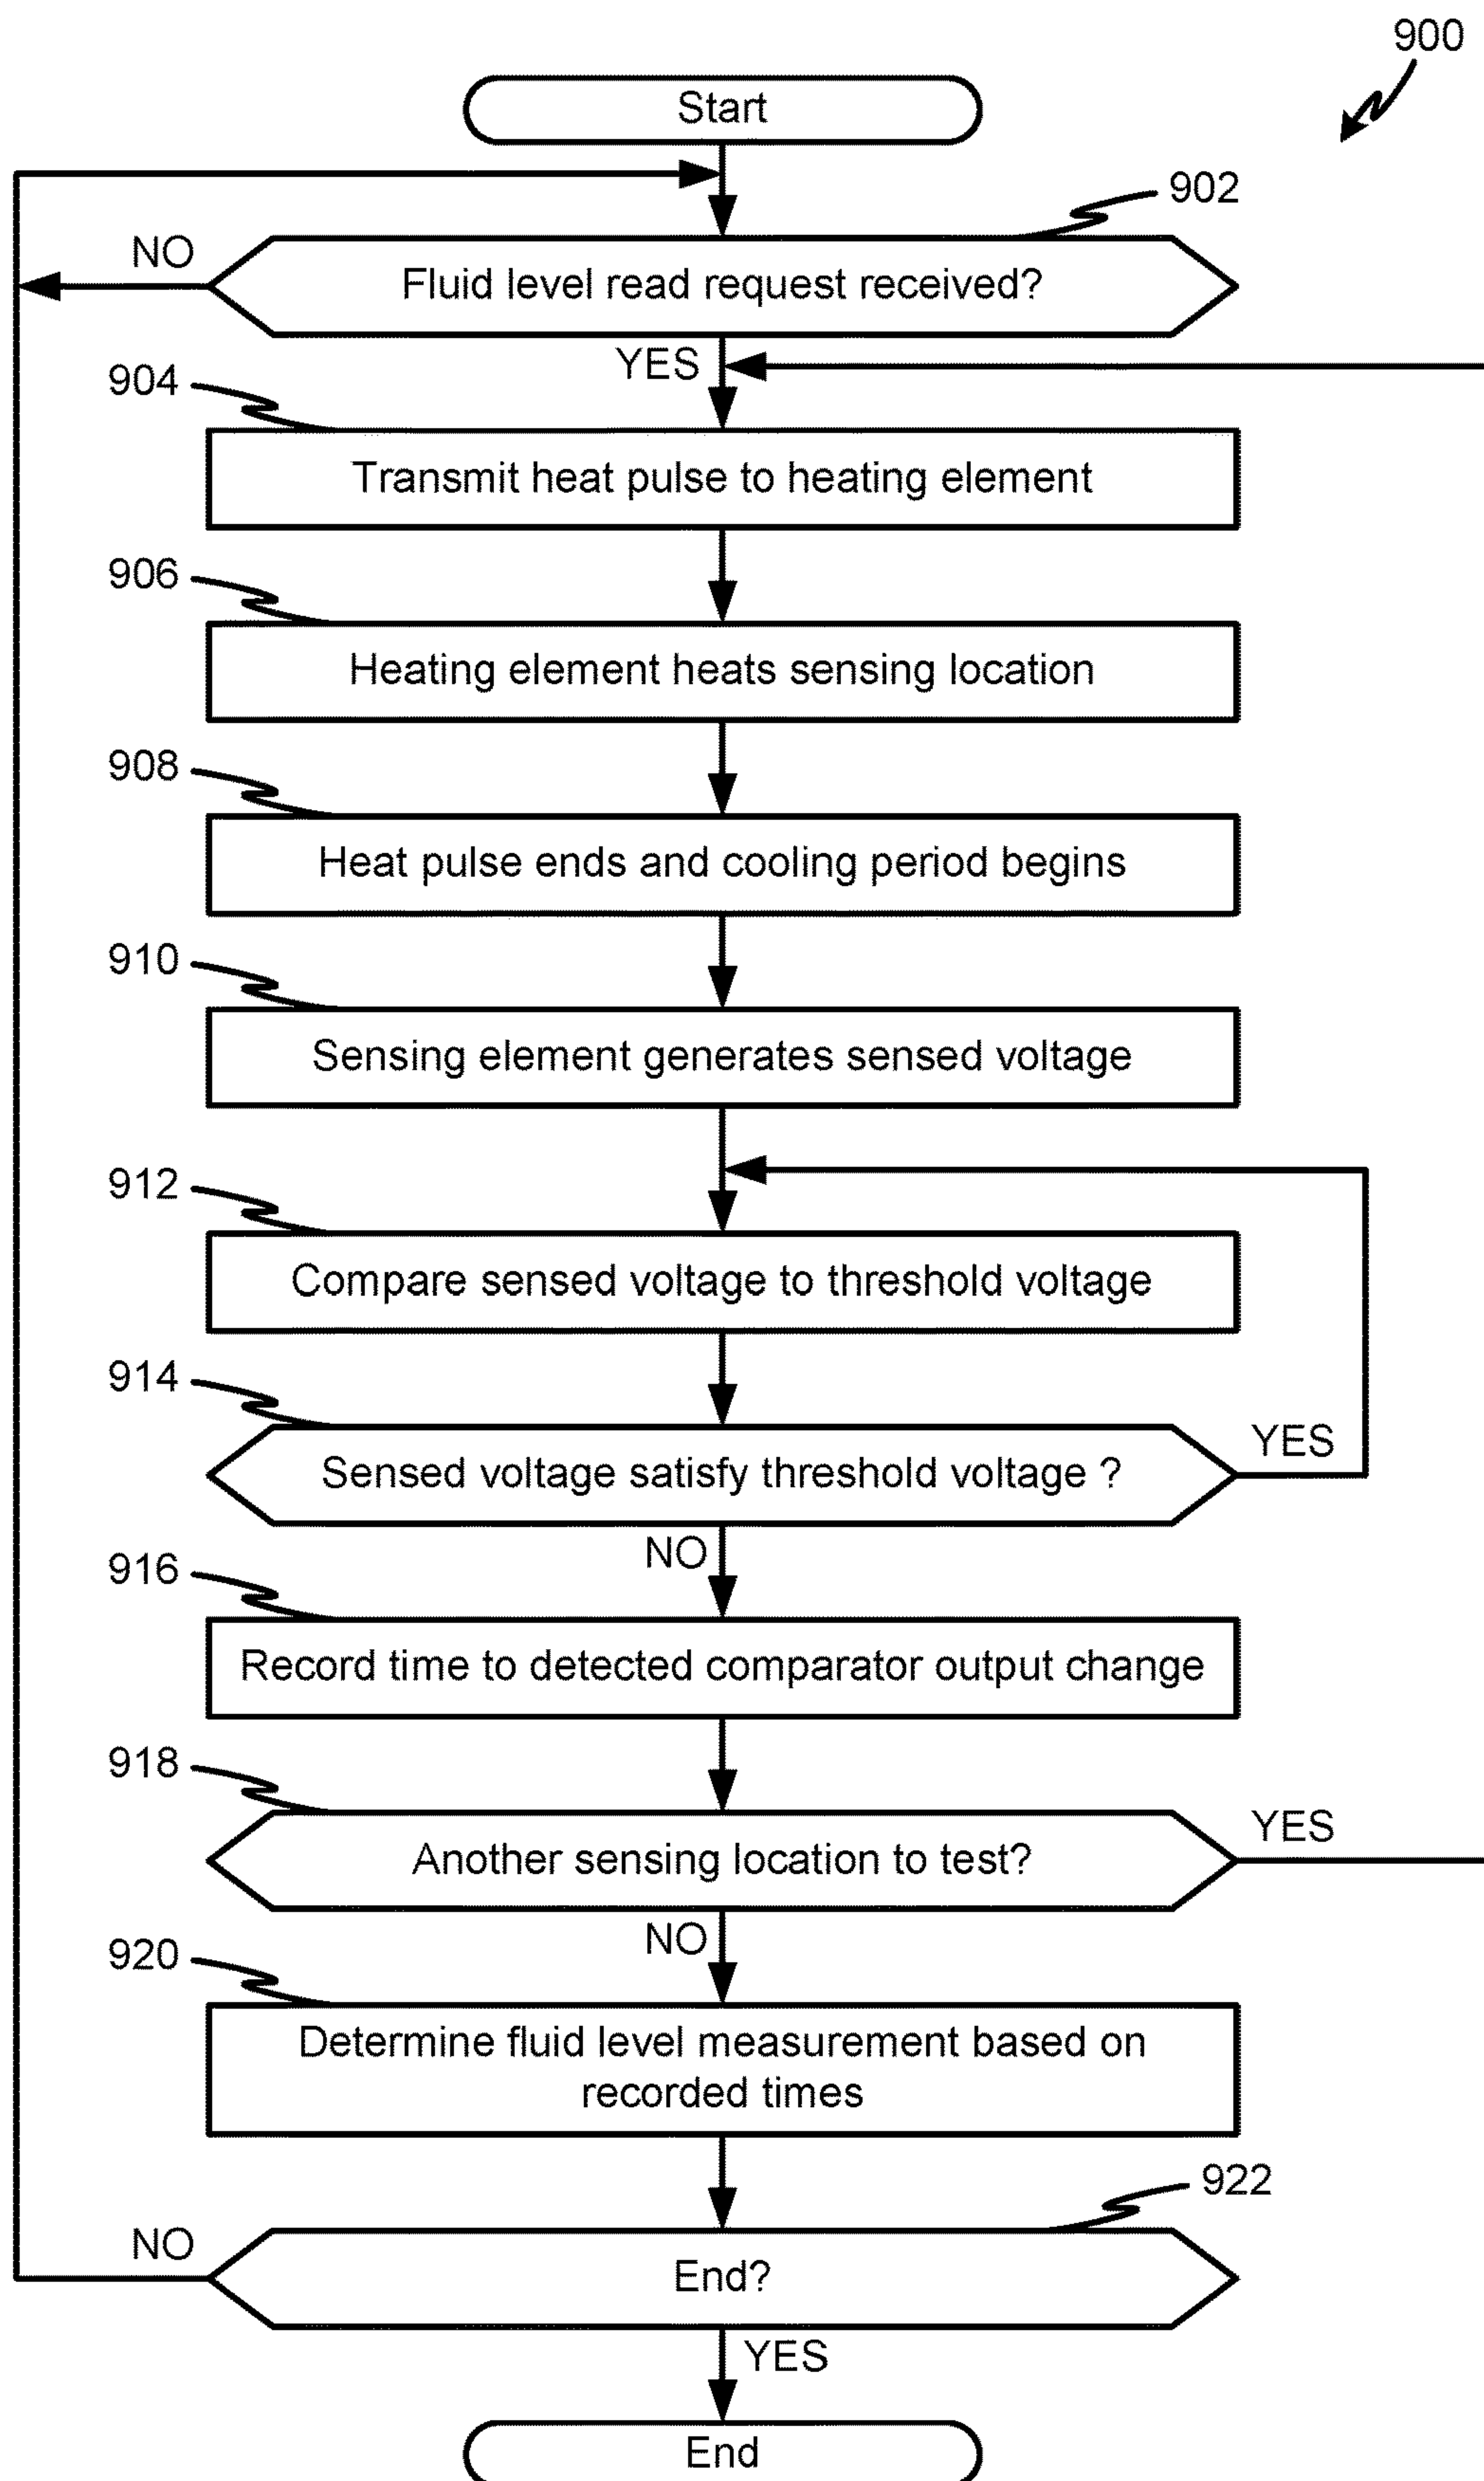 900
Start
902
NO
Fluid level read request received?
YES
904
Transmit heat pulse to heating element
906
Heating element heats sensing location
908
Heat pulse ends and cooling period begins
910
Sensing element generates sensed voltage
912
Compare sensed voltage to threshold voltage
914
Sensed voltage satisfy threshold voltage ?
YES
NO
916
Record time to detected comparator output change
918
Another sensing location to test?
YES
NO
920
Determine fluid level measurement based on
recorded times
922
NO
End?
YES
End